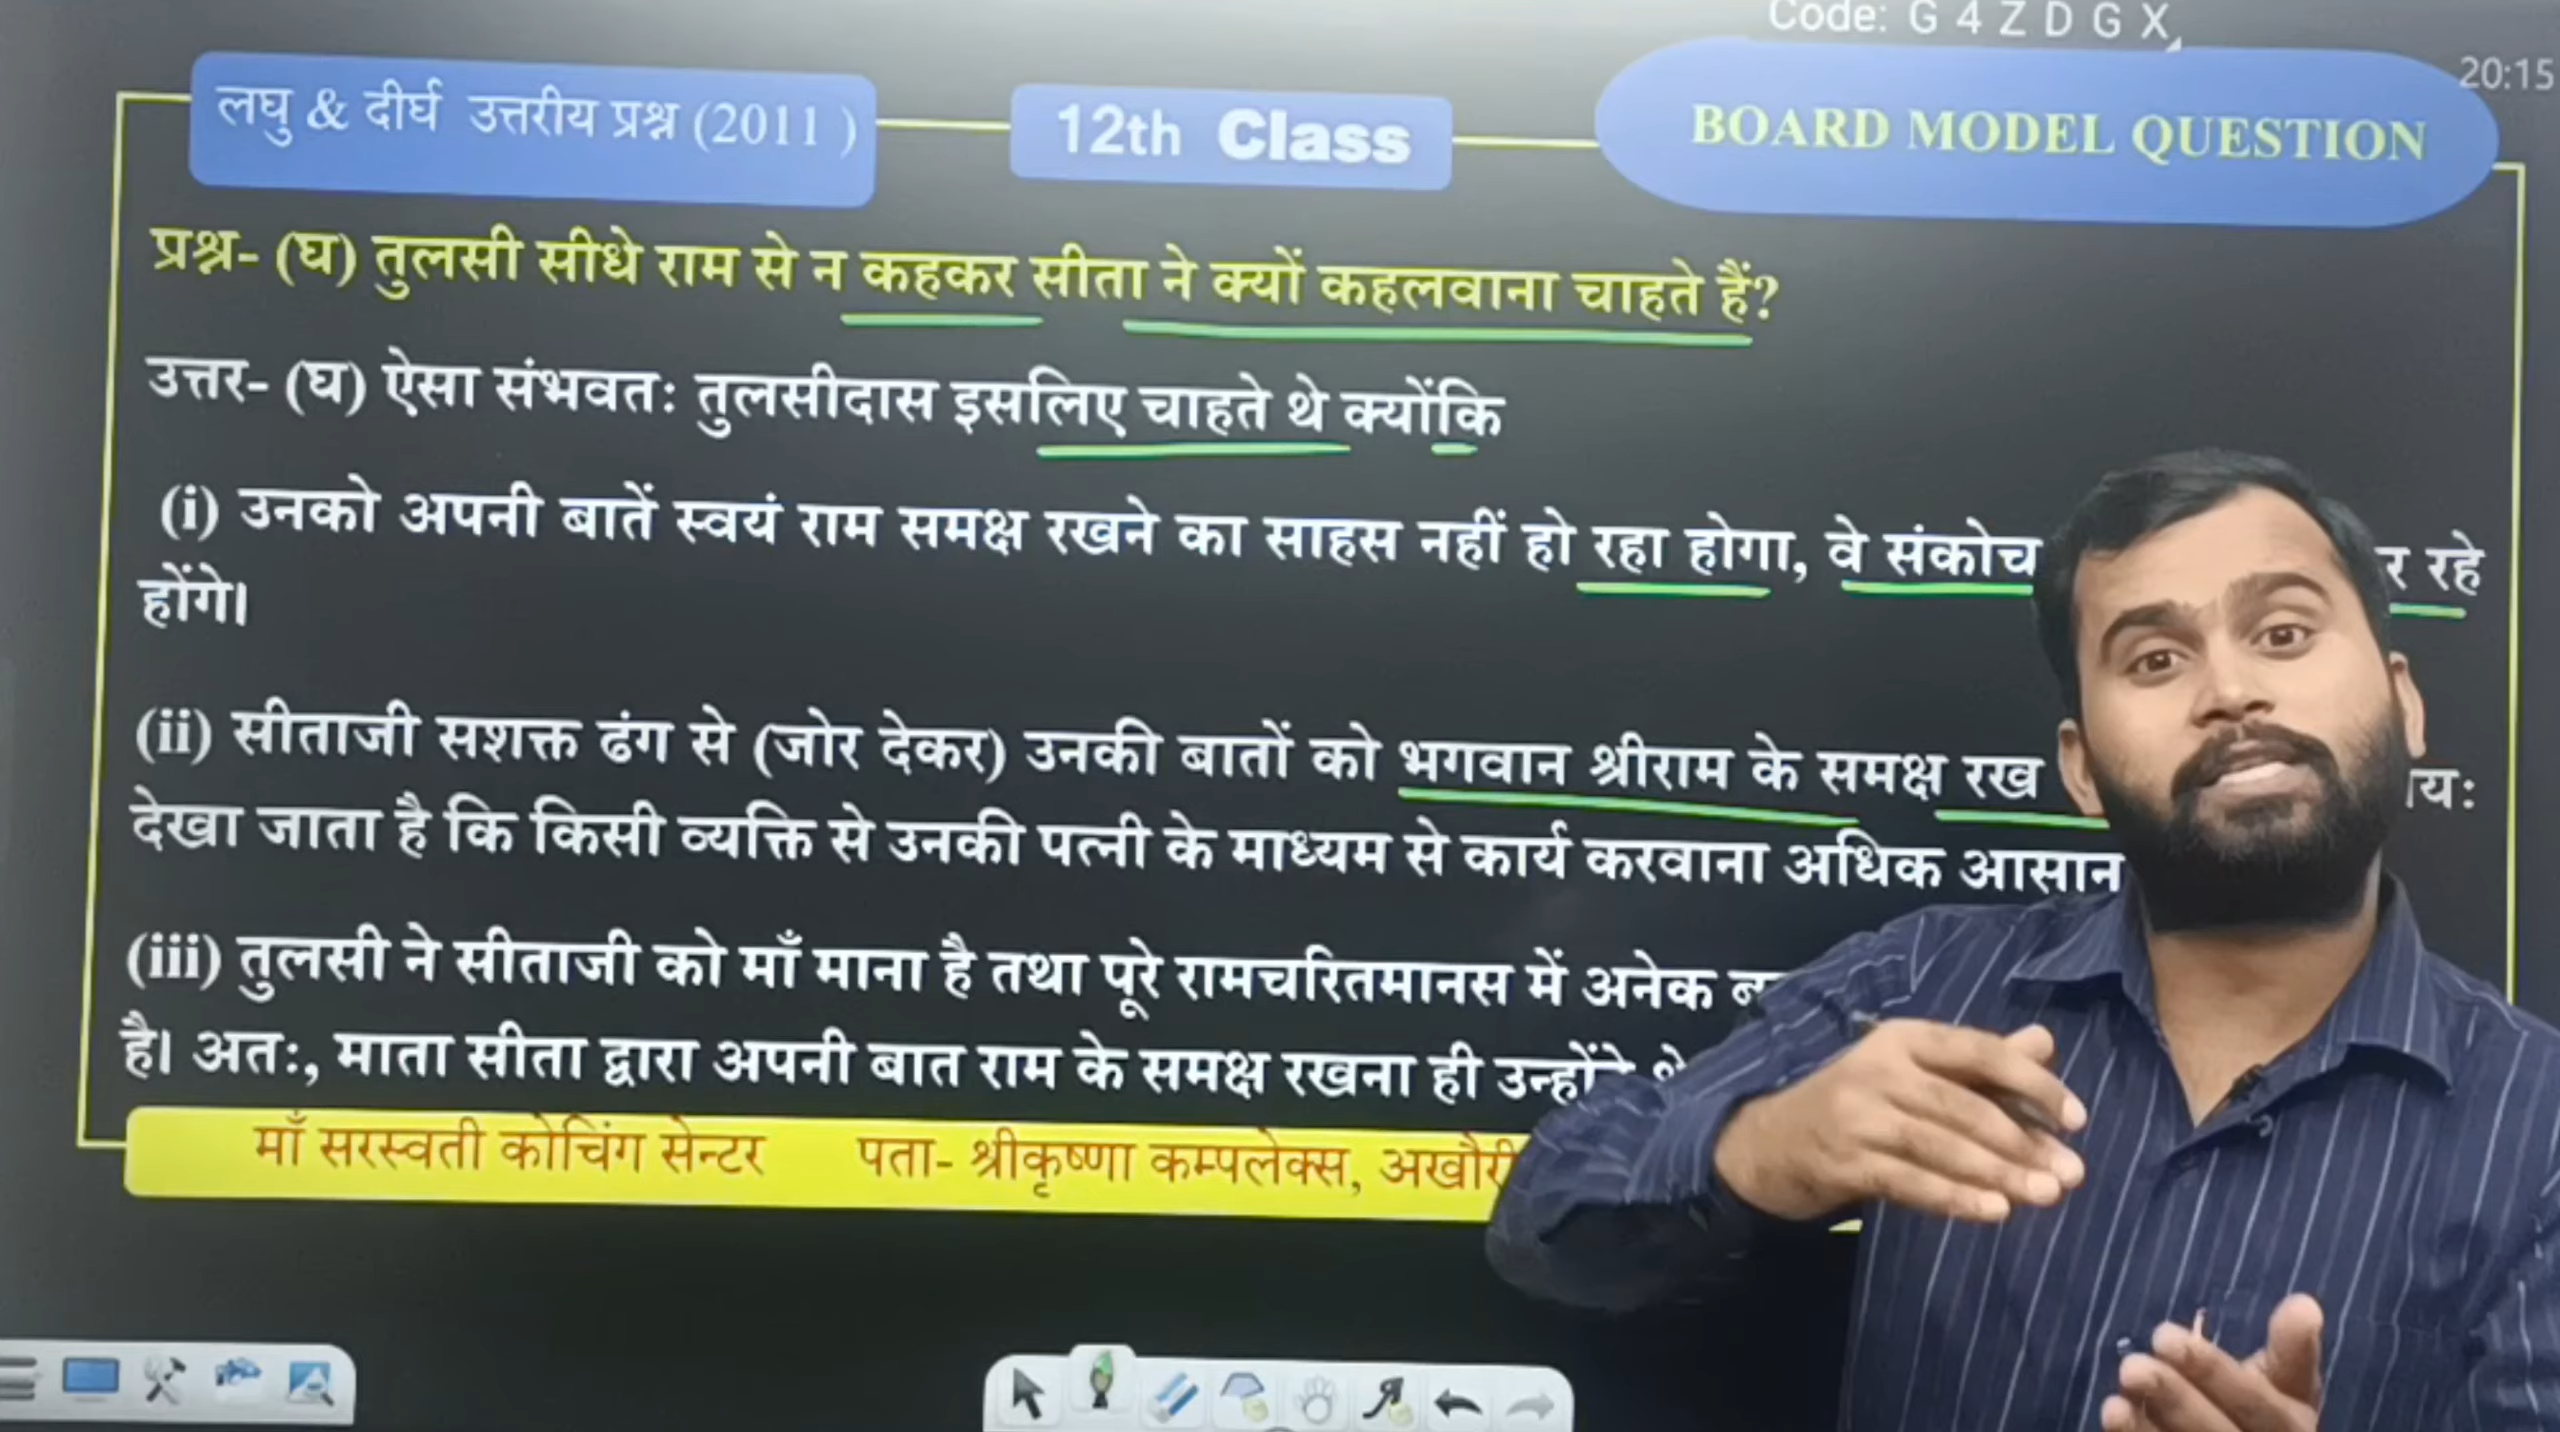 Code: G 4 Z D G X
20:15
लघु & दीर्घ उत्तरीय प्रश्न (2011 )
12th Class
BOARD MODEL QUESTION
प्रश्न- (घ) तुलसी सीधे राम से न कहकर सीता ने क्यों कहलवाना चाहते हैं?
उत्तर- (घ) ऐसा संभवत: तुलसीदास इसलिए चाहते थे क्योंकि
(i) उनको अपनी बातें स्वयं राम समक्ष रखने का साहस नहीं हो रहा होगा, वे संकोच रहे
होंगे।
(ii) सीताजी सशक्त ढंग से (जोर देकर) उनकी बातों को भगवान श्रीराम के समक्ष रख
देखा जाता है कि किसी व्यक्ति से उनकी पत्नी के माध्यम से कार्य करवाना अधिक आसान
(iii) तुलसी ने सीताजी को माँ माना है तथा पूरे रामचरितमानस में अनेक
है। अत:, माता सीता द्वारा अपनी बात राम के समक्ष रखना ही
माँ सरस्वती कोचिंग सेन्टर पता- श्रीकृष्णा कम्पलेक्स,